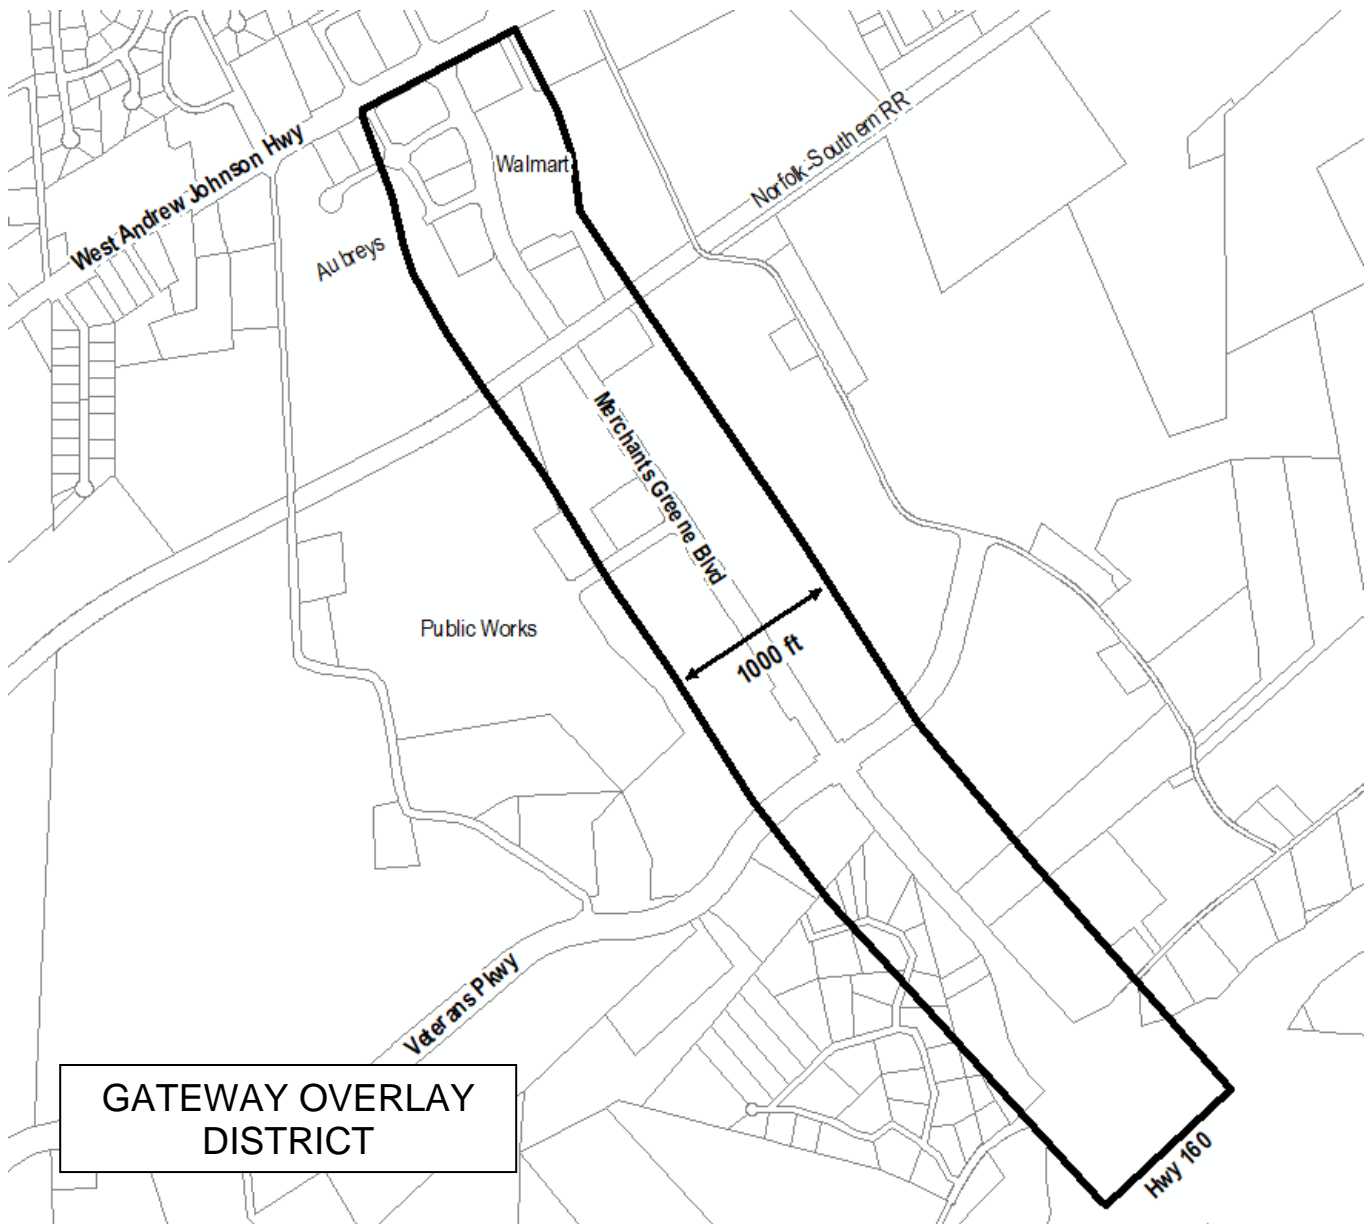 Walmart
Norfolk-Southern RR
West Andrew Johnson Hwy
Aubreys
Merchants Greene Blvd
Public Works
1000 ft
Veterans Pkwy
GATEWAY OVERLAY
DISTRICT
Hwy 160